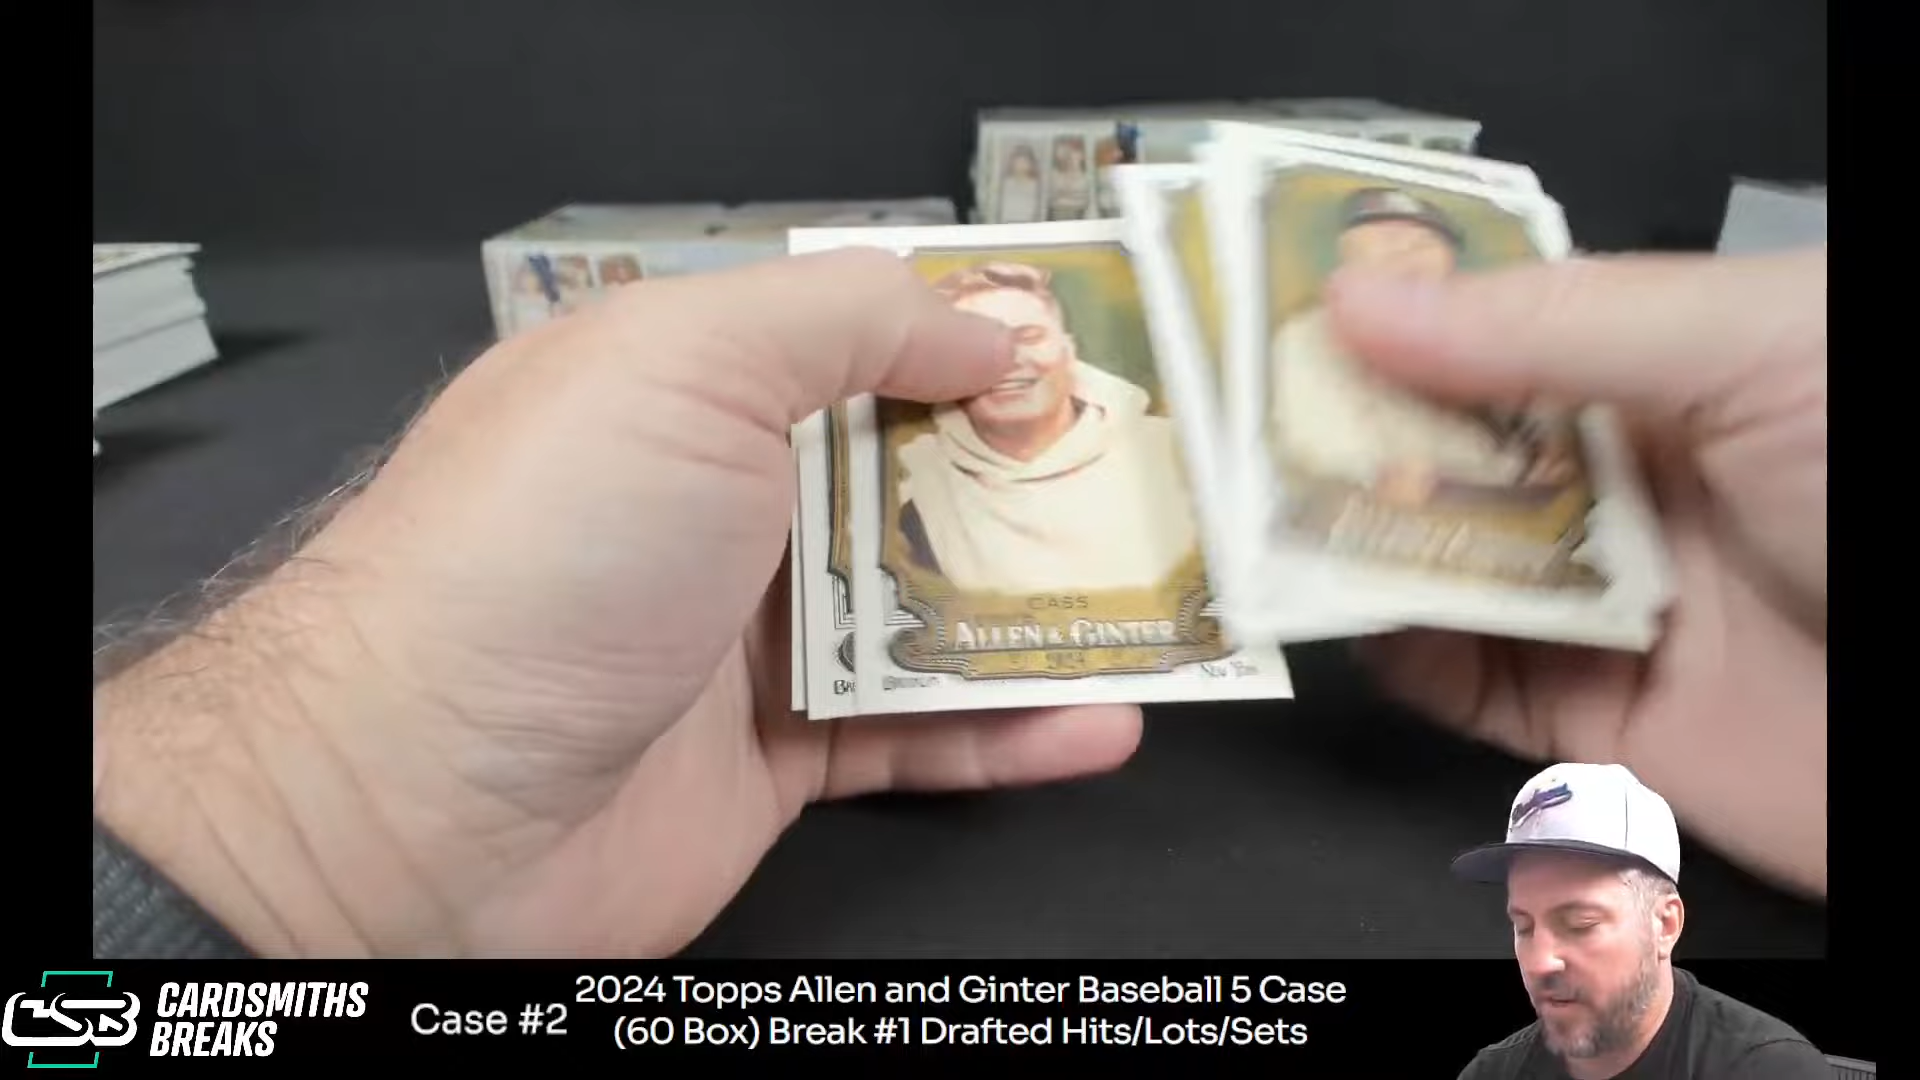 CASS
ALLEN & GINTER
2024
CARDSMITHS
BREAKS
Case #2
2024 Topps Allen and Ginter Baseball 5 Case
(60 Box) Break #1 Drafted Hits/Lots/Sets